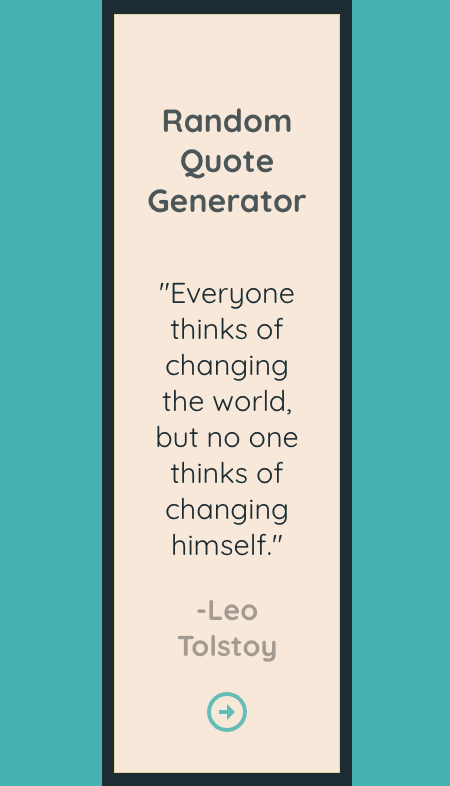 Random
Quote
Generator
"Everyone
thinks of
changing
the world,
but no one
thinks of
changing
himself."
-Leo
Tolstoy